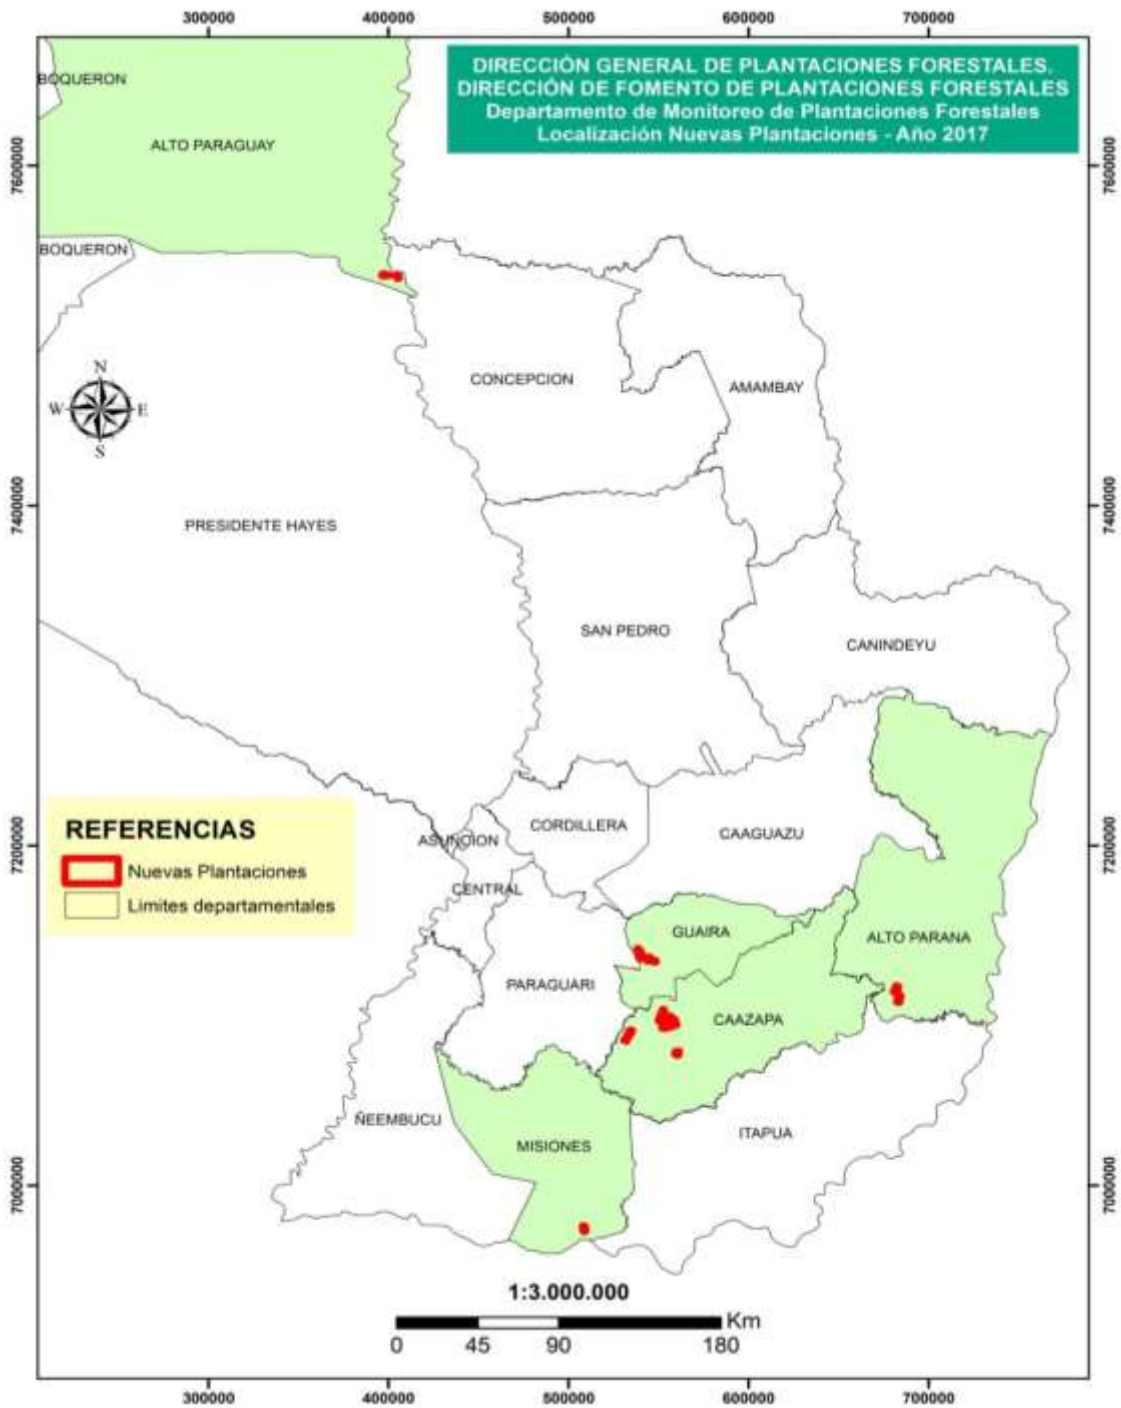 300000 400000 500000 600000 700000
DIRECCIÓN GENERAL DE PLANTACIONES FORESTALES.
DIRECCIÓN DE FOMENTO DE PLANTACIONES FORESTALES
Departamento de Monitoreo de Plantaciones Forestales
Localización Nuevas Plantaciones - Año 2017
BOQUERON
ALTO PARAGUAY
7600000 7600000
BOQUERON
N
W E
S
CONCEPCION
AMAMBAY
7400000 7400000
PRESIDENTE HAYES
SAN PEDRO
CANINDEYU
REFERENCIAS
Nuevas Plantaciones
Limites departamentales
CORDILLERA
CAAGUAZU
ASUNCION
7200000 7200000
CENTRAL
GUAIRA
ALTO PARANA
PARAGUARI
CAAZAPA
ÑEEMBUCU
ITAPUA
MISIONES
7000000 7000000
1:3.000.000
Km
0 45 90 180
300000 400000 500000 600000 700000